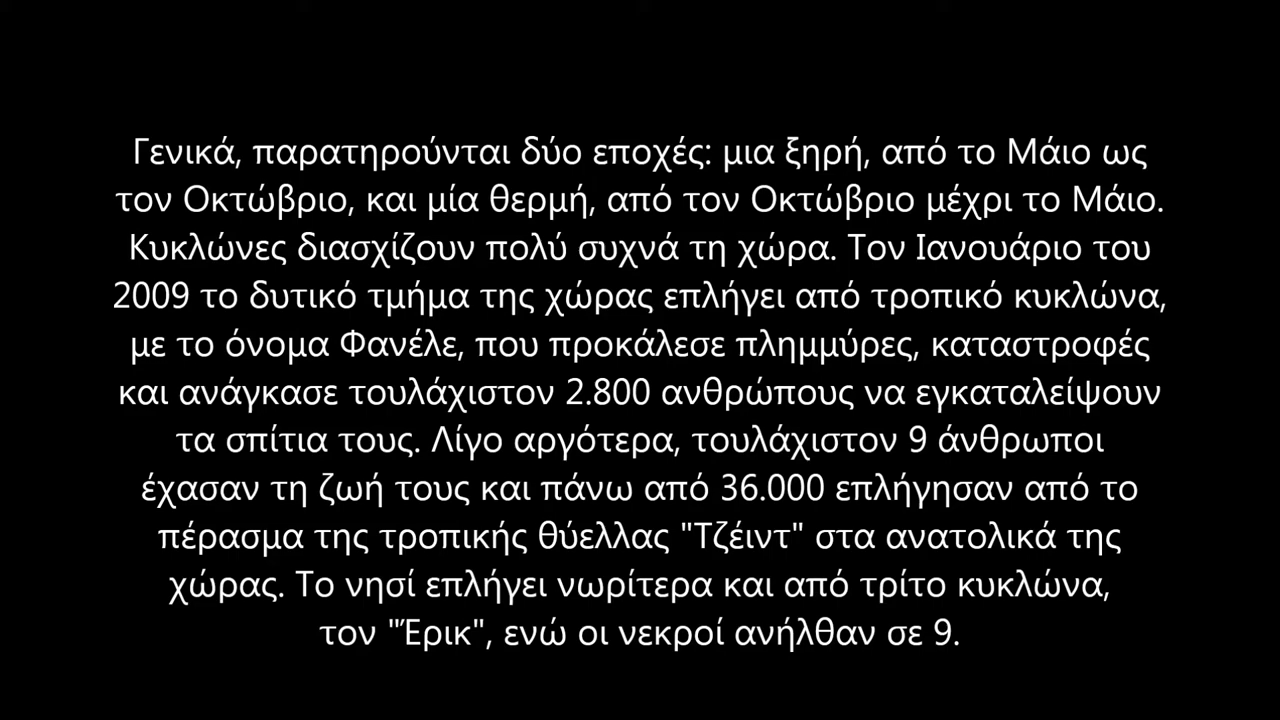 Γενικά, παρατηρούνται δύο εποχές: μια ξηρή, από το Μάιο ως
τον Οκτώβριο, και μία θερμή, από τον Οκτώβριο μέχρι το Μάιο.
Κυκλώνες διασχίζουν πολύ συχνά τη χώρα. Τον Ιανουάριο του
2009 το δυτικό τμήμα της χώρας επλήγει από τροπικό κυκλώνα,
με το όνομα Φανέλε, που προκάλεσε πλημμύρες, καταστροφές
και ανάγκασε τουλάχιστον 2.800 ανθρώπους να εγκαταλείψουν
τα σπίτια τους. Λίγο αργότερα, τουλάχιστον 9 άνθρωποι
έχασαν τη ζωή τους και πάνω από 36.000 επλήγησαν από το
πέρασμα της τροπικής θύελλας "Τζέιντ" στα ανατολικά της
χώρας. Το νησί επλήγει νωρίτερα και από τρίτο κυκλώνα,
τον "Έρικ", ενώ οι νεκροί ανήλθαν σε 9.